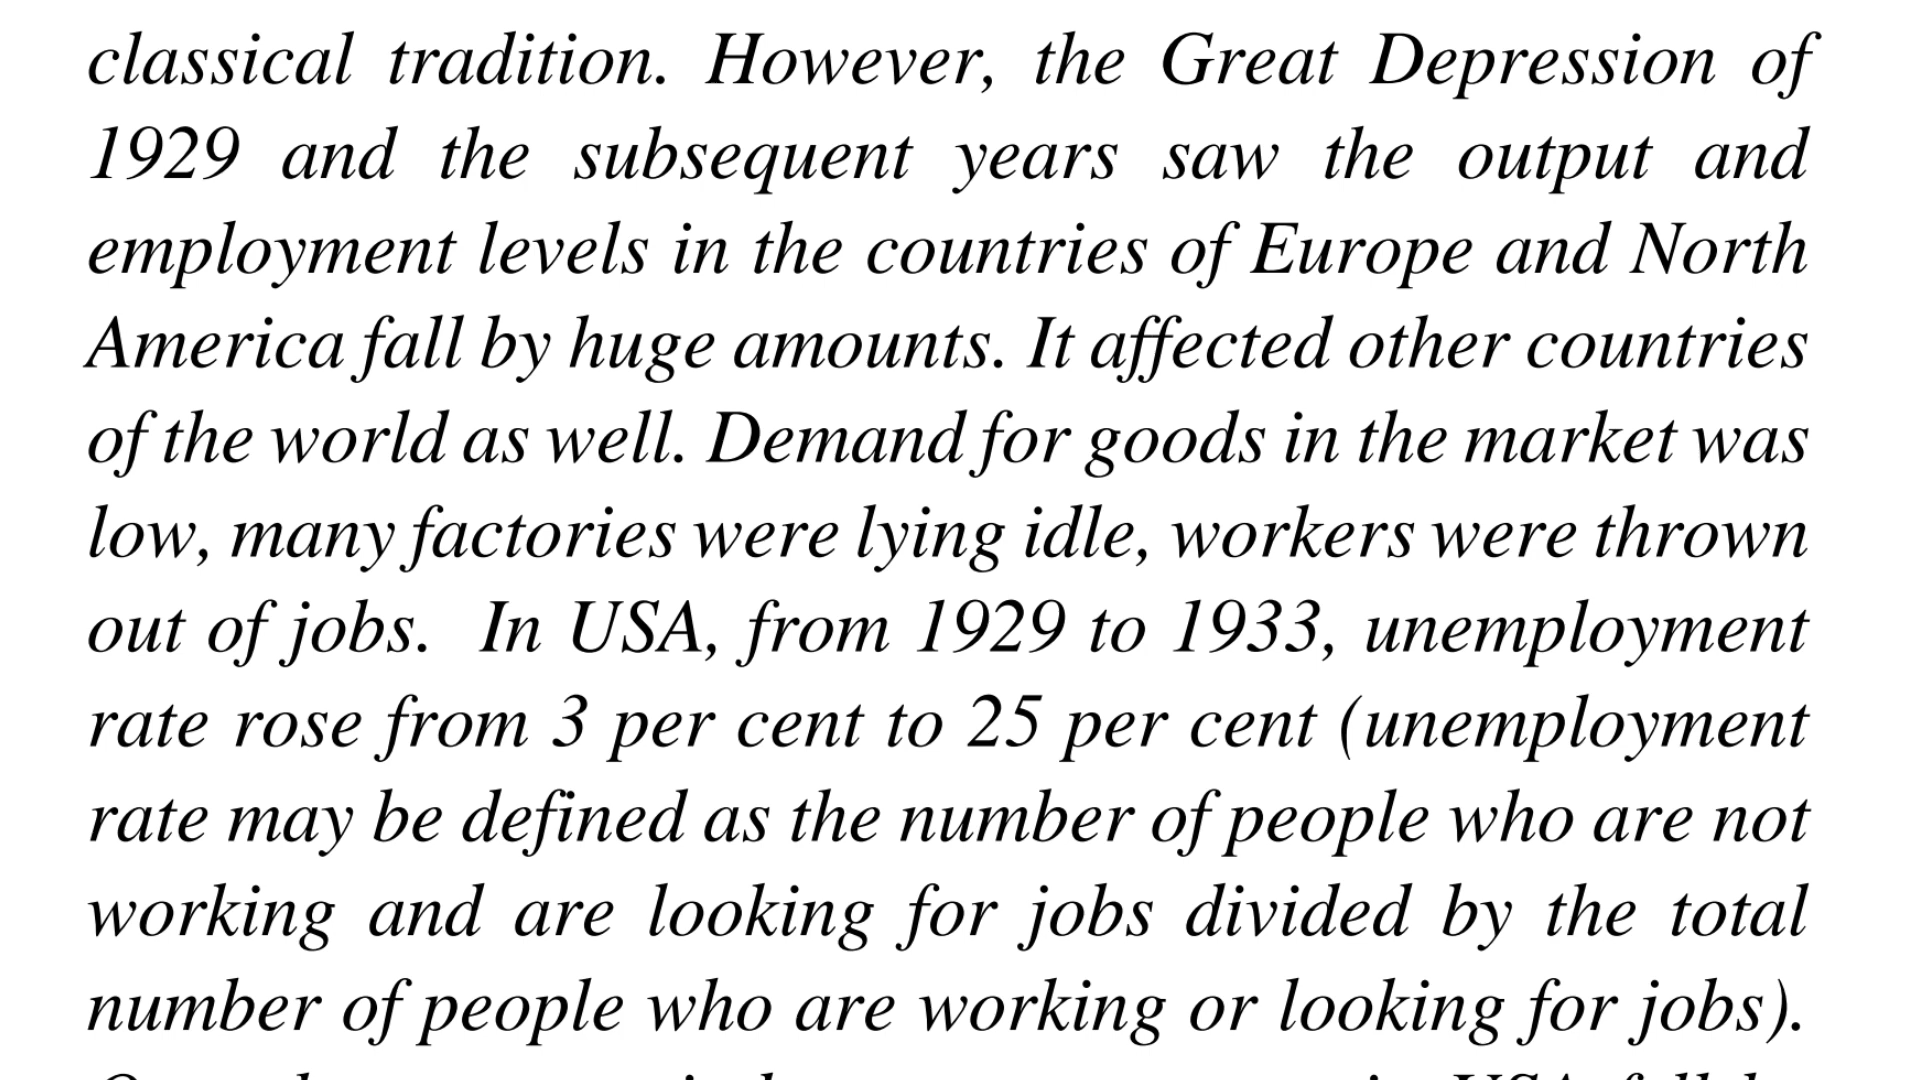 classical tradition. However, the Great Depression of
1929 and the subsequent years saw the output and
employment levels in the countries of Europe and North
America fall by huge amounts. It affected other countries
of the world as well. Demand for goods in the market was
low, many factories were lying idle, workers were thrown
out of jobs. In USA, from 1929 to 1933, unemployment
rate rose from 3 per cent to 25 per cent (unemployment
rate may be defined as the number of people who are not
working and are looking for jobs divided by the total
number of people who are working or looking for jobs).